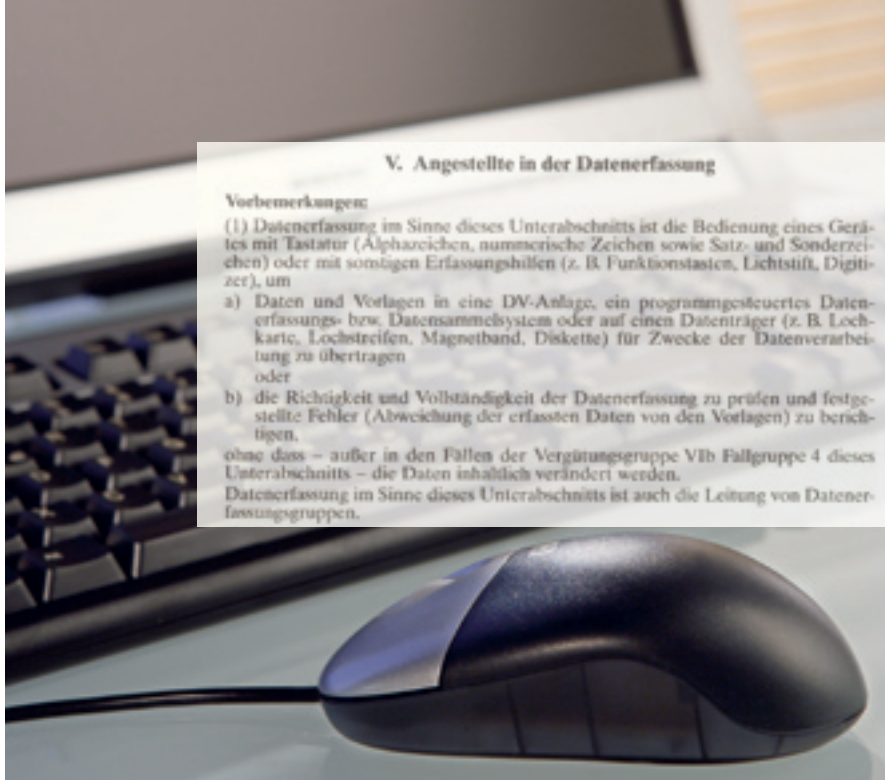 V. Angestellte in der Datenerfassung
Vorbemerkungen:
(1) Datenerfassung im Sinne dieses Unterabschnitts ist die Bedienung eines Gerä-
tes mit Tastatur (Alphazeichen, nummerische Zeichen sowie Satz- und Sonderzei-
chen) oder mit sonstigen Erfassungshilfen (z. B. Funktionstasten, Lichtstift, Digiti-
zer), um
a) Daten und Vorlagen in eine DV-Anlage, ein programmgesteuertes Daten-
erfassungs- bzw. Datensammelsystem oder auf einen Datenträger (z. B. Loch-
karte, Lochstreifen, Magnetband, Diskette) für Zwecke der Datenverarbei-
tung zu übertragen
oder
b) die Richtigkeit und Vollständigkeit der Datenerfassung zu prüfen und festge-
stellte Fehler (Abweichung der erfassten Daten von den Vorlagen) zu berich-
tigen,
ohne dass – außer in den Fällen der Vergütungsgruppe VIb Fallgruppe 4 dieses
Unterabschnitts – die Daten inhaltlich verändert werden.
Datenerfassung im Sinne dieses Unterabschnitts ist auch die Leitung von Datener-
fassungsgruppen.